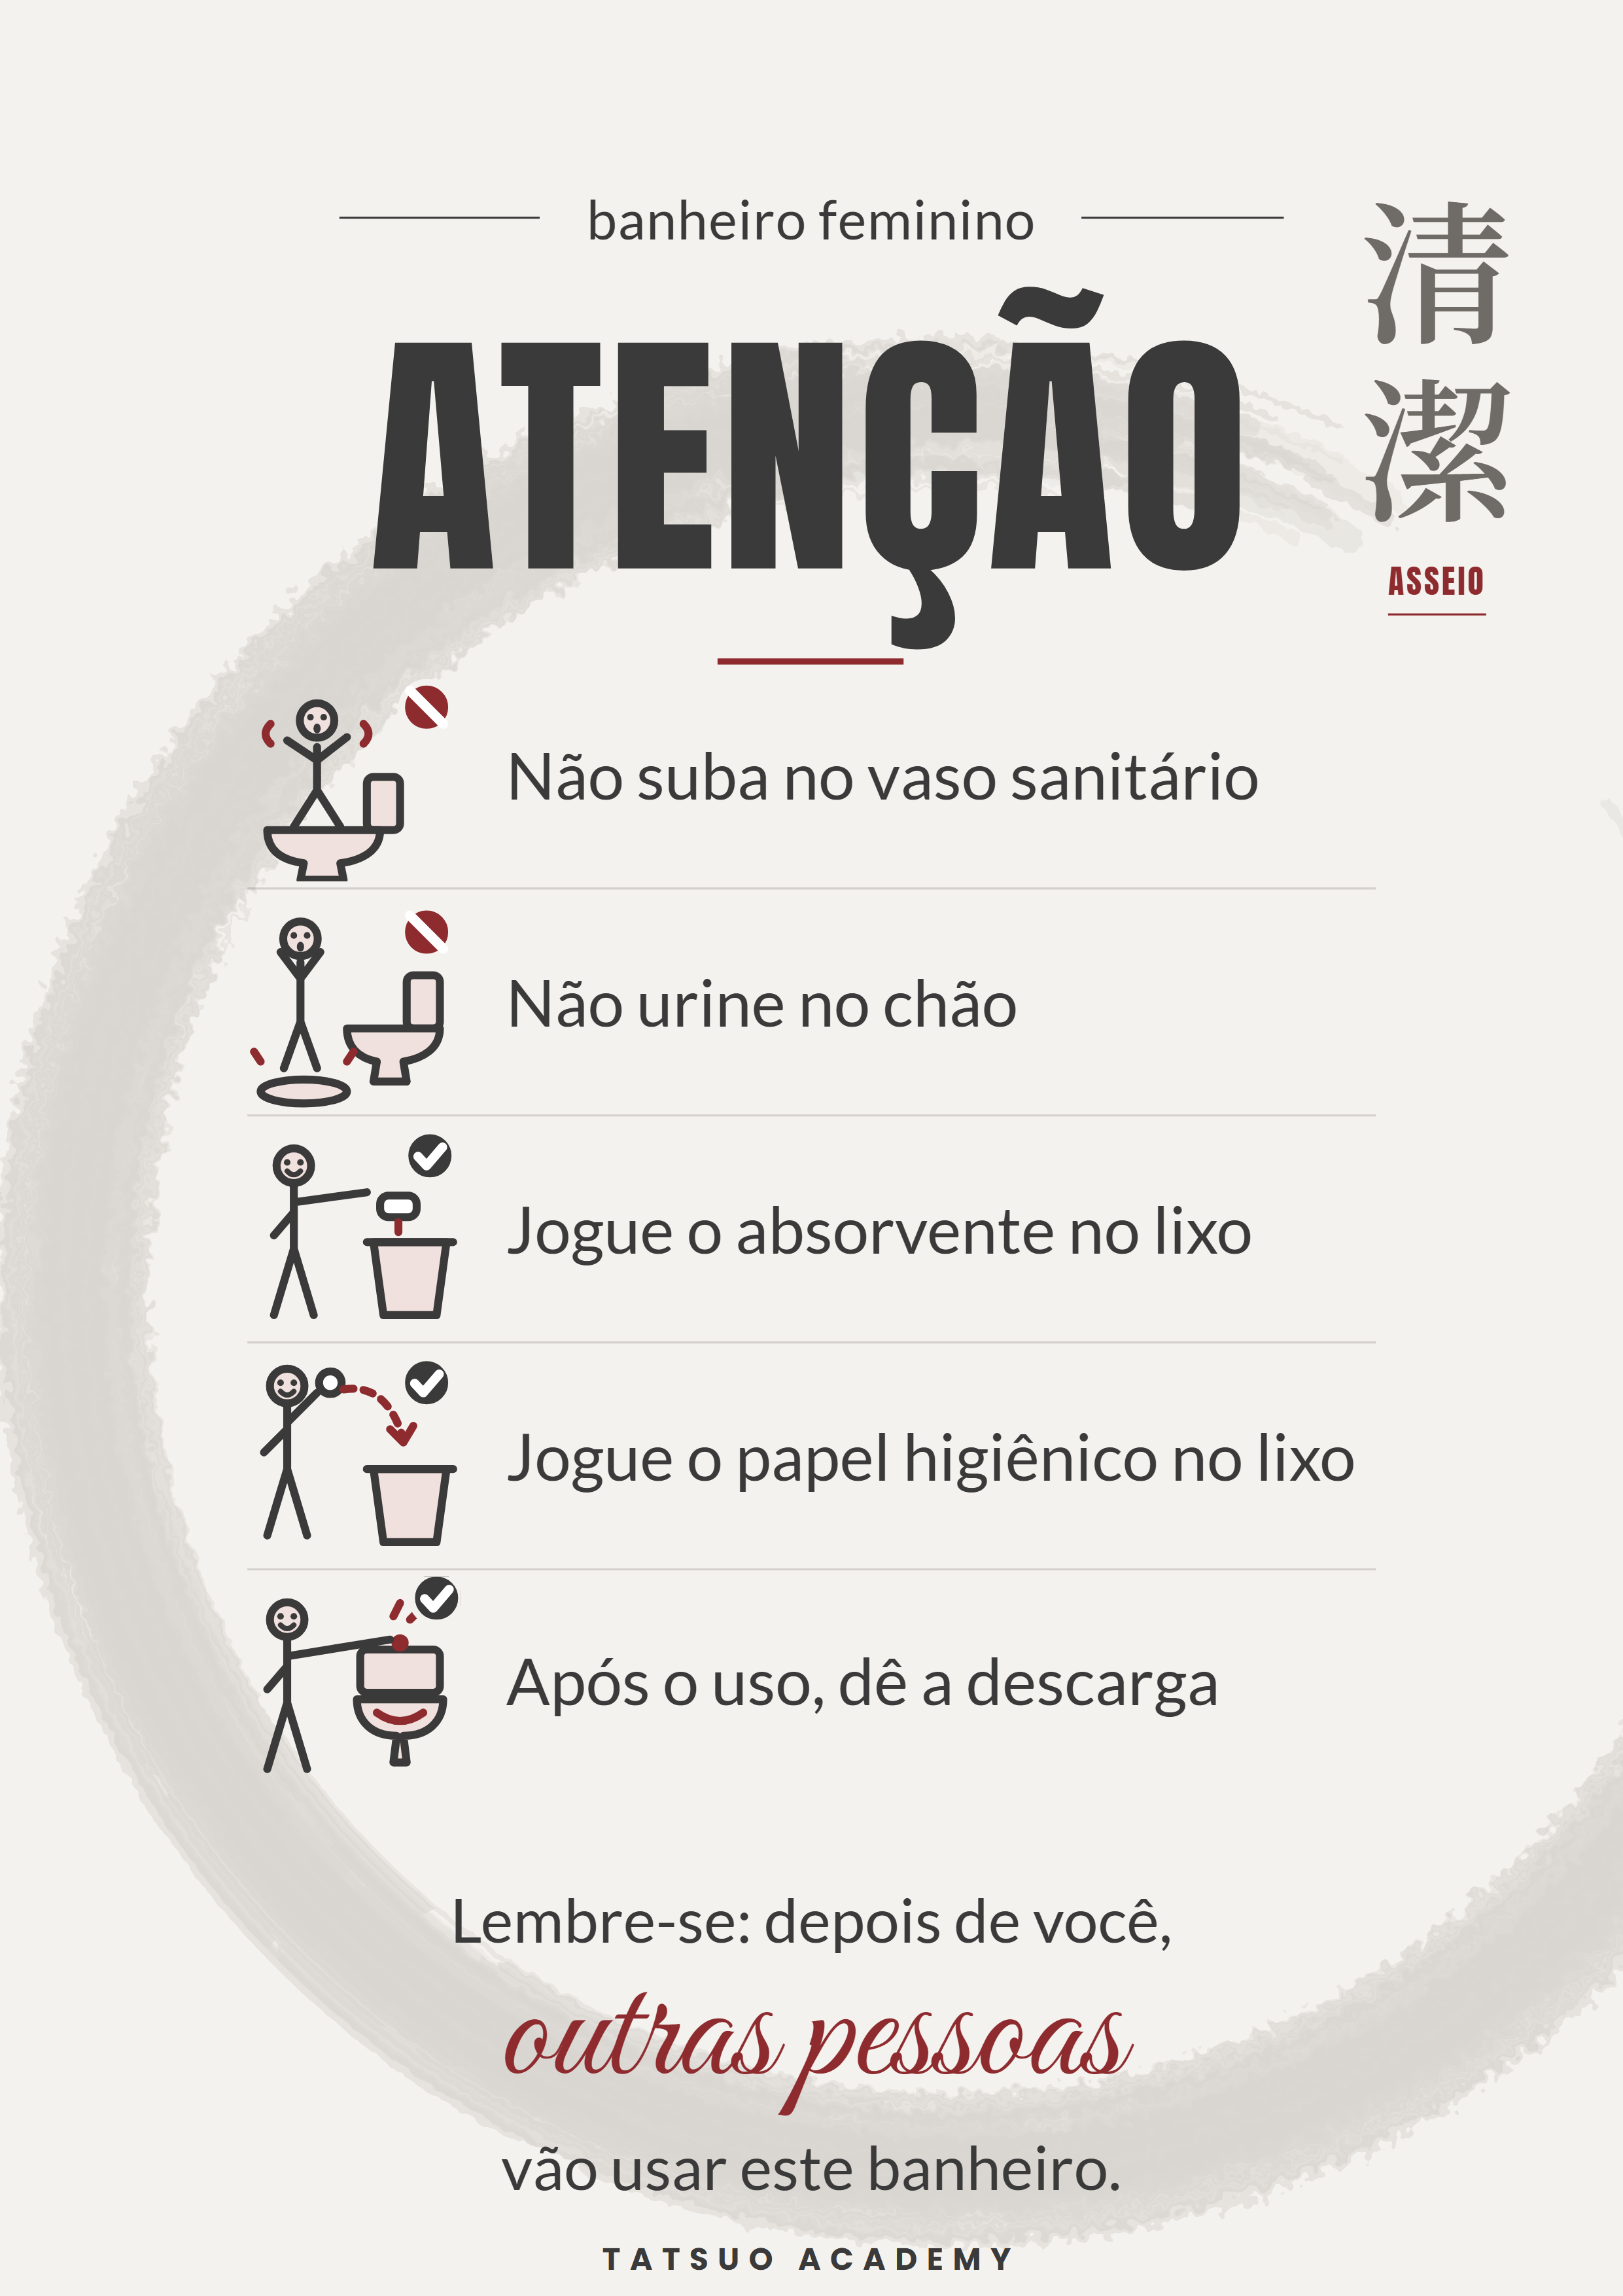 banheiro feminino
ATENÇÃO
清潔
ASSEIO
Não suba no vaso sanitário
Não urine no chão
Jogue o absorvente no lixo
Jogue o papel higiênico no lixo
Após o uso, dê a descarga
Lembre-se: depois de você,
outras pessoas
vão usar este banheiro.
TATSUO ACADEMY